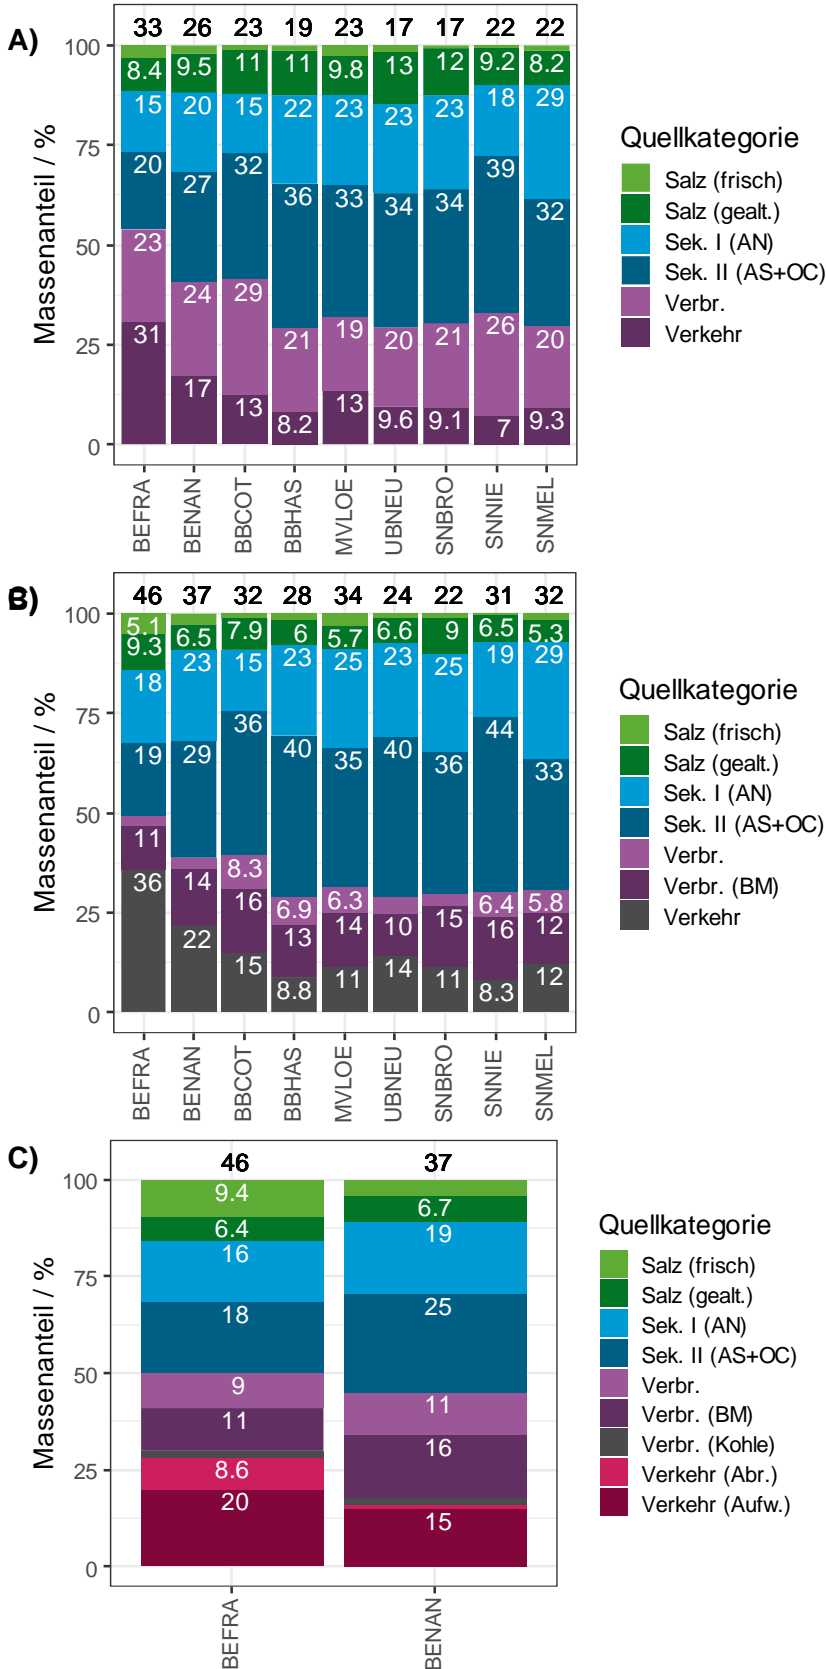 A)
33 26 23 19 23 17 17 22 22
Massenanteil / %
100
75
50
25
0
8.4 9.5 11 11 9.8 13 12 9.2 8.2
15 20 15 22 23 23 23 18 29
20 27 32 36 33 34 34 39 32
23 24 29 21 19 20 21 26 20
31 17 13 8.2 13 9.6 9.1 7 9.3
BEFRA BENAN BBCOT BBHAS MVLOE UBNEU SNBRO SNNIE SNMEL
Quellkategorie
Salz (frisch)
Salz (gealt.)
Sek. I (AN)
Sek. II (AS+OC)
Verbr.
Verkehr
46 37 32 28 34 24 22 31 32
Massenanteil / %
100
75
50
25
0
5.1
9.3 6.5 7.9 6 5.7 6.6 9 6.5 5.3
18 23 15 23 25 23 25 19 29
19 29 36 40 35 40 36 44 33
8.3 6.9 6.3 6.4 5.8
11 14 16 13 14 10 15 16 12
36 22 15 8.8 11 14 11 8.3 12
BEFRA BENAN BBCOT BBHAS MVLOE UBNEU SNBRO SNNIE SNMEL
Quellkategorie
Salz (frisch)
Salz (gealt.)
Sek. I (AN)
Sek. II (AS+OC)
Verbr.
Verbr. (BM)
Verkehr
C)
46 37
Massenanteil / %
100
75
50
25
0
9.4
6.4 6.7
16 19
18 25
9 11
11 16
8.6
20 15
BEFRA BENAN
Quellkategorie
Salz (frisch)
Salz (gealt.)
Sek. I (AN)
Sek. II (AS+OC)
Verbr.
Verbr. (BM)
Verbr. (Kohle)
Verkehr (Abr.)
Verkehr (Aufw.)